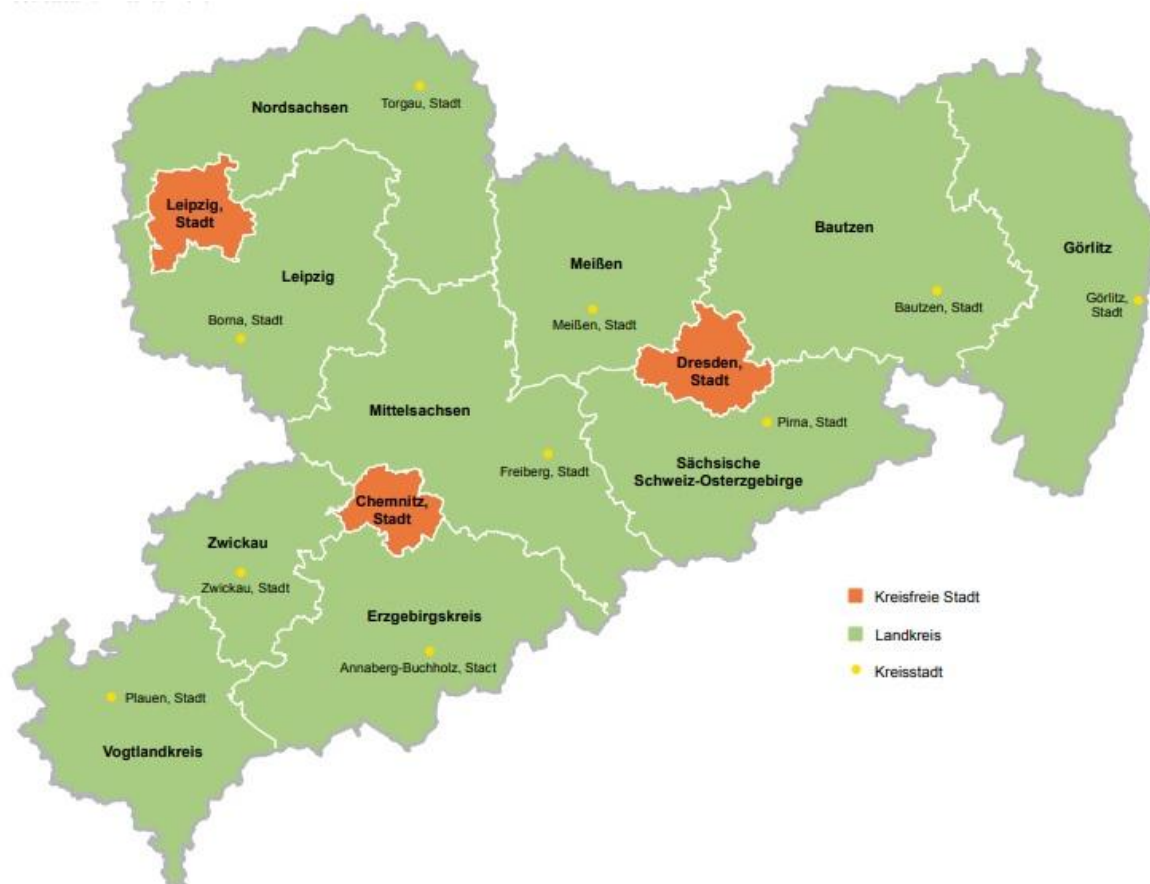 Nordsachsen
Torgau, Stadt
Leipzig,
Stadt
Leipzig
Borna, Stadt
Meißen
Meißen, Stadt
Bautzen
Bautzen, Stadt
Görlitz
Görlitz,
Stadt
Dresden,
Stadt
Mittelsachsen
Freiberg, Stadt
Pirna, Stadt
Sächsische
Schweiz-Osterzgebirge
Chemnitz,
Stadt
Zwickau
Zwickau, Stadt
Erzgebirgskreis
Annaberg-Buchholz, Stact
Plauen, Stadt
Vogtlandkreis
Kreisfreie Stadt
Landkreis
Kreisstadt